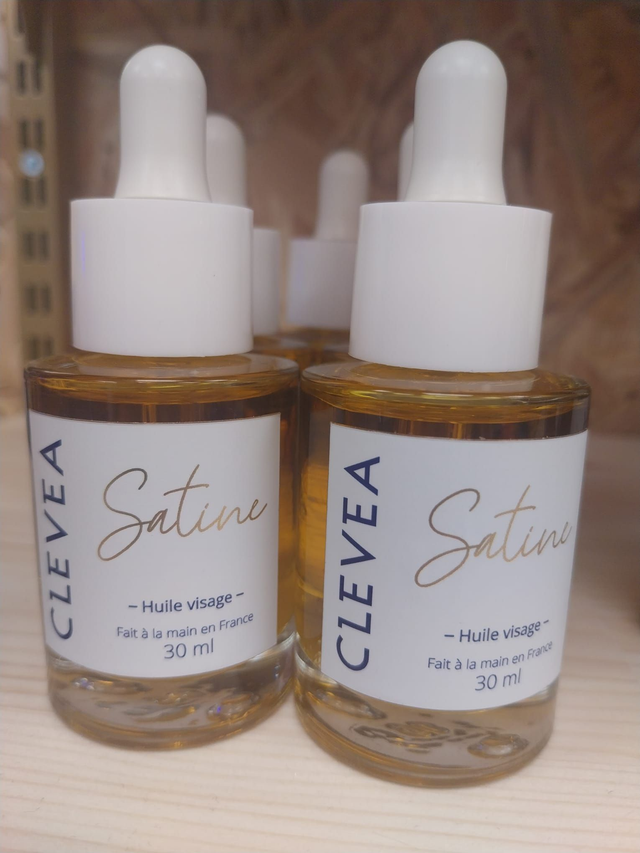 CLEVEA
Satine
– Huile visage –
Fait à la main en France
30 ml
CLEVEA
Satine
– Huile visage –
Fait à la main en France
30 ml